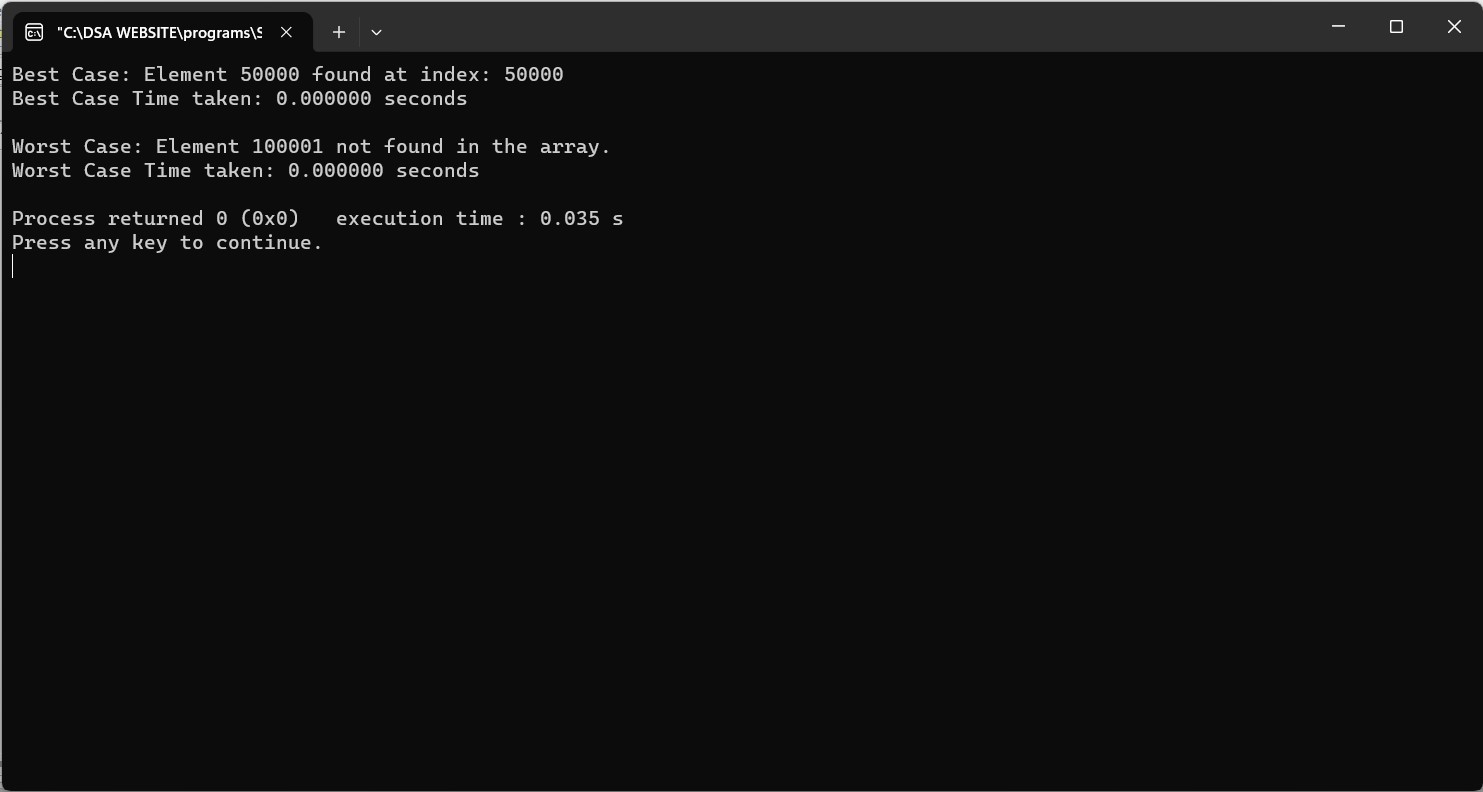 "C:\DSA WEBSITE\programs\S
Best Case: Element 50000 found at index: 50000
Best Case Time taken: 0.000000 seconds
Worst Case: Element 100001 not found in the array.
Worst Case Time taken: 0.000000 seconds
Process returned 0 (0x0)   execution time : 0.035 s
Press any key to continue.